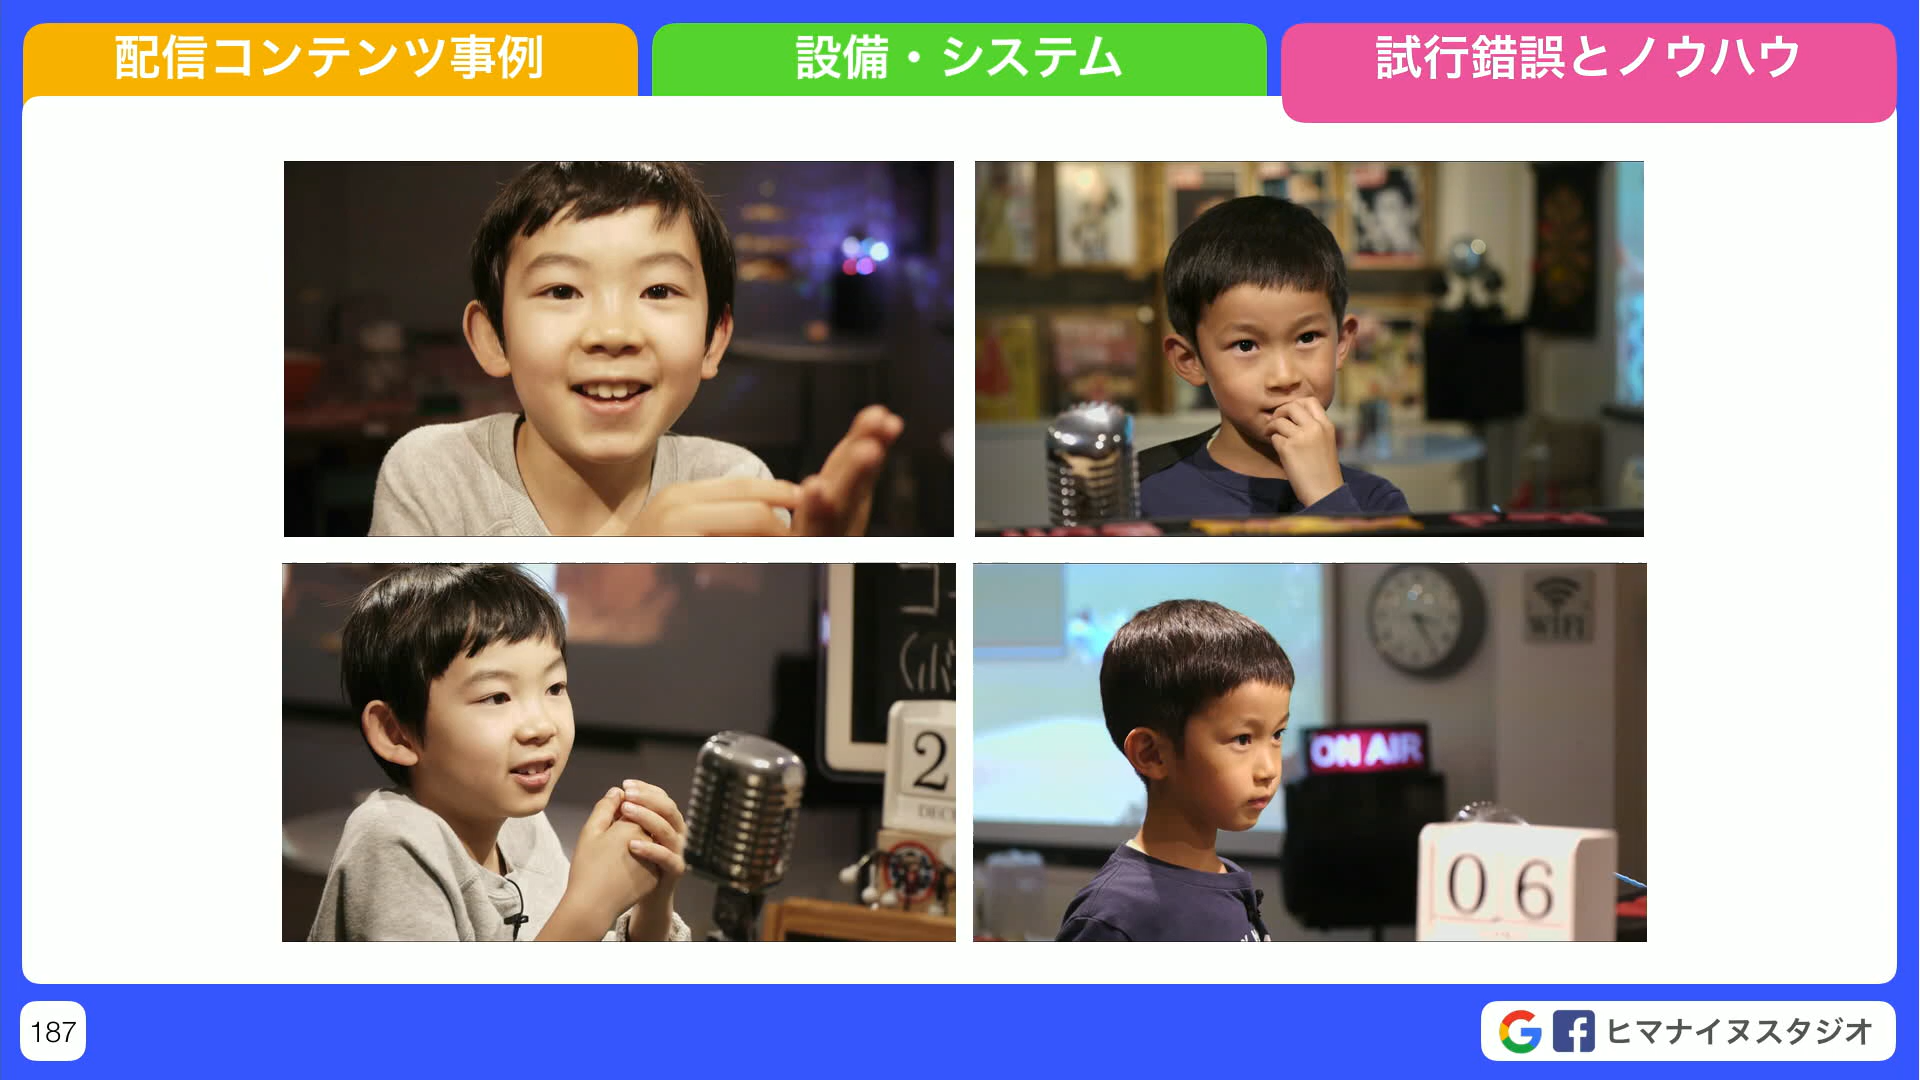 配信コンテンツ事例
設備・システム
試行錯誤とノウハウ
2
DEC
WiFi
ON AIR
06
187
ヒマナイヌスタジオ